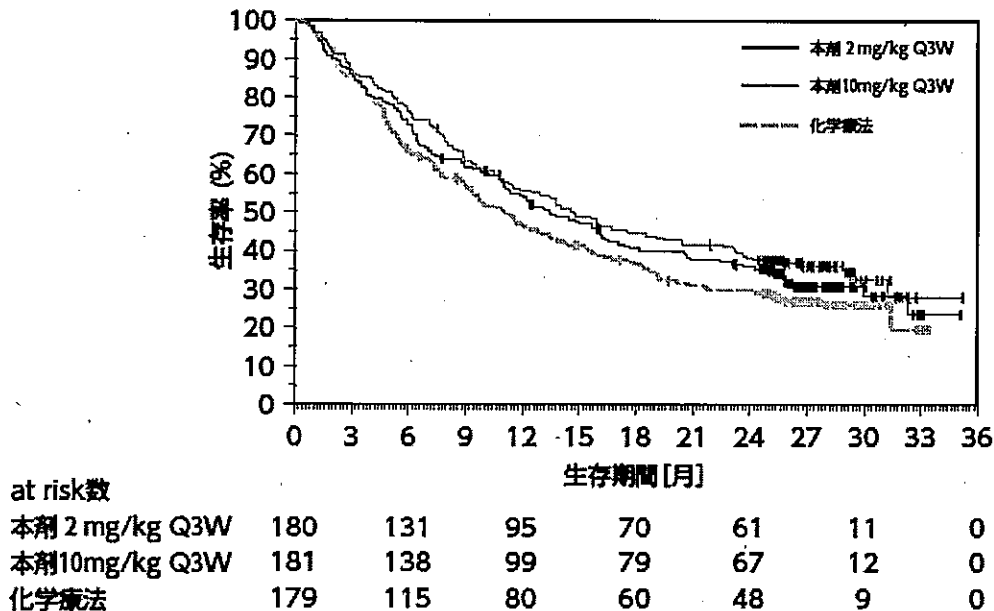 100
90
80
70
60
50
40
30
20
10
0
生存率 (%)
本剤 2 mg/kg Q3W
本剤10mg/kg Q3W
化学療法
0 3 6 9 12 15 18 21 24 27 30 33 36
生存期間 [月]
at risk数
本剤 2 mg/kg Q3W 180 131 95 70 61 11 0
本剤10mg/kg Q3W 181 138 99 79 67 12 0
化学療法 179 115 80 60 48 9 0